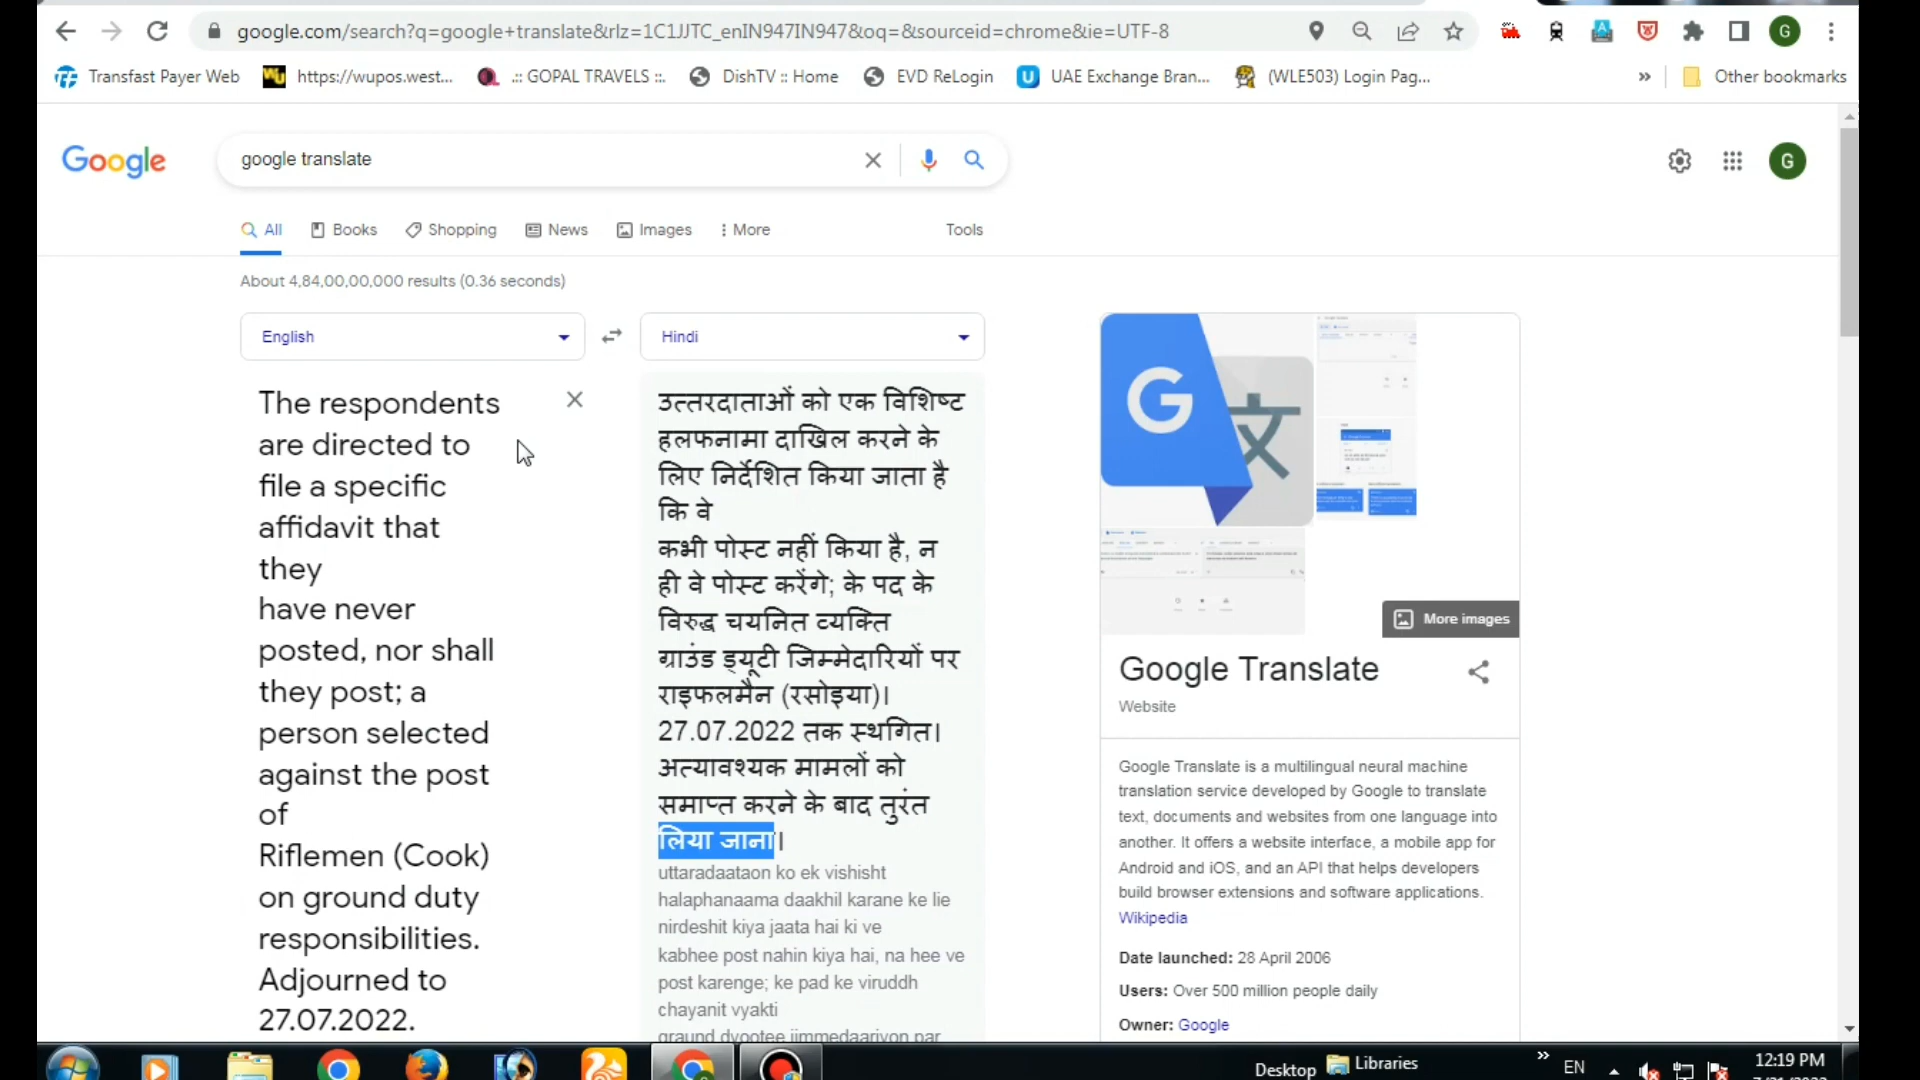 google.com/search?q=google+translate&rlz=1C1JJTC_enIN947IN947&oq=&sourceid=chrome&ie=UTF-8
G
Transfast Payer Web
https://wupos.west...
.:: GOPAL TRAVELS ::.
DishTV :: Home
EVD ReLogin
UAE Exchange Bran...
(WLE503) Login Pag...
»
Other bookmarks
Google
google translate
G
All
Books
Shopping
News
Images
More
Tools
About 4,84,00,00,000 results (0.36 seconds)
English
Hindi
The respondents
are directed to
file a specific
affidavit that
they
have never
posted, nor shall
they post; a
person selected
against the post
of
Riflemen (Cook)
on ground duty
responsibilities.
Adjourned to
27.07.2022.
उत्तरदाताओं को एक विशिष्ट
हलफनामा दाखिल करने के
लिए निर्देशित किया जाता है
कि वे
कभी पोस्ट नहीं किया है, न
ही वे पोस्ट करेंगे; के पद के
विरुद्ध चयनित व्यक्ति
ग्राउंड ड्यूटी जिम्मेदारियों पर
राइफलमैन (रसोइया)।
27.07.2022 तक स्थगित।
अत्यावश्यक मामलों को
समाप्त करने के बाद तुरंत
लिया जाना।
uttaradaataon ko ek vishisht
halaphanaama daakhil karane ke lie
nirdeshit kiya jaata hai ki ve
kabhee post nahin kiya hai, na hee ve
post karenge; ke pad ke viruddh
chayanit vyakti
graund dyootee jimmedaariyon par
G
文
More images
Google Translate
Website
Google Translate is a multilingual neural machine
translation service developed by Google to translate
text, documents and websites from one language into
another. It offers a website interface, a mobile app for
Android and iOS, and an API that helps developers
build browser extensions and software applications.
Wikipedia
Date launched: 28 April 2006
Users: Over 500 million people daily
Owner: Google
Desktop
Libraries
»
EN
12:19 PM